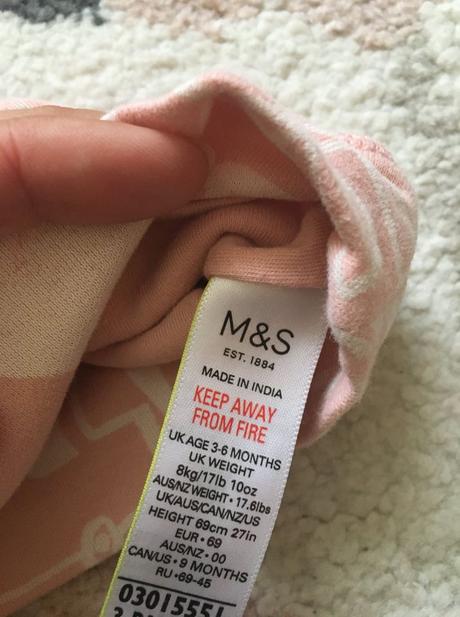 M&S
EST. 1884
MADE IN INDIA
KEEP AWAY
FROM FIRE
UK AGE 3-6 MONTHS
UK WEIGHT
8kg/17lb 10oz
AUS/NZ WEIGHT • 17.6lbs
UK/AUS/CAN/NZ/US
HEIGHT 69cm 27in
EUR • 69
AUS/NZ • 00
CAN/US • 9 MONTHS
RU • 69-45
03015551